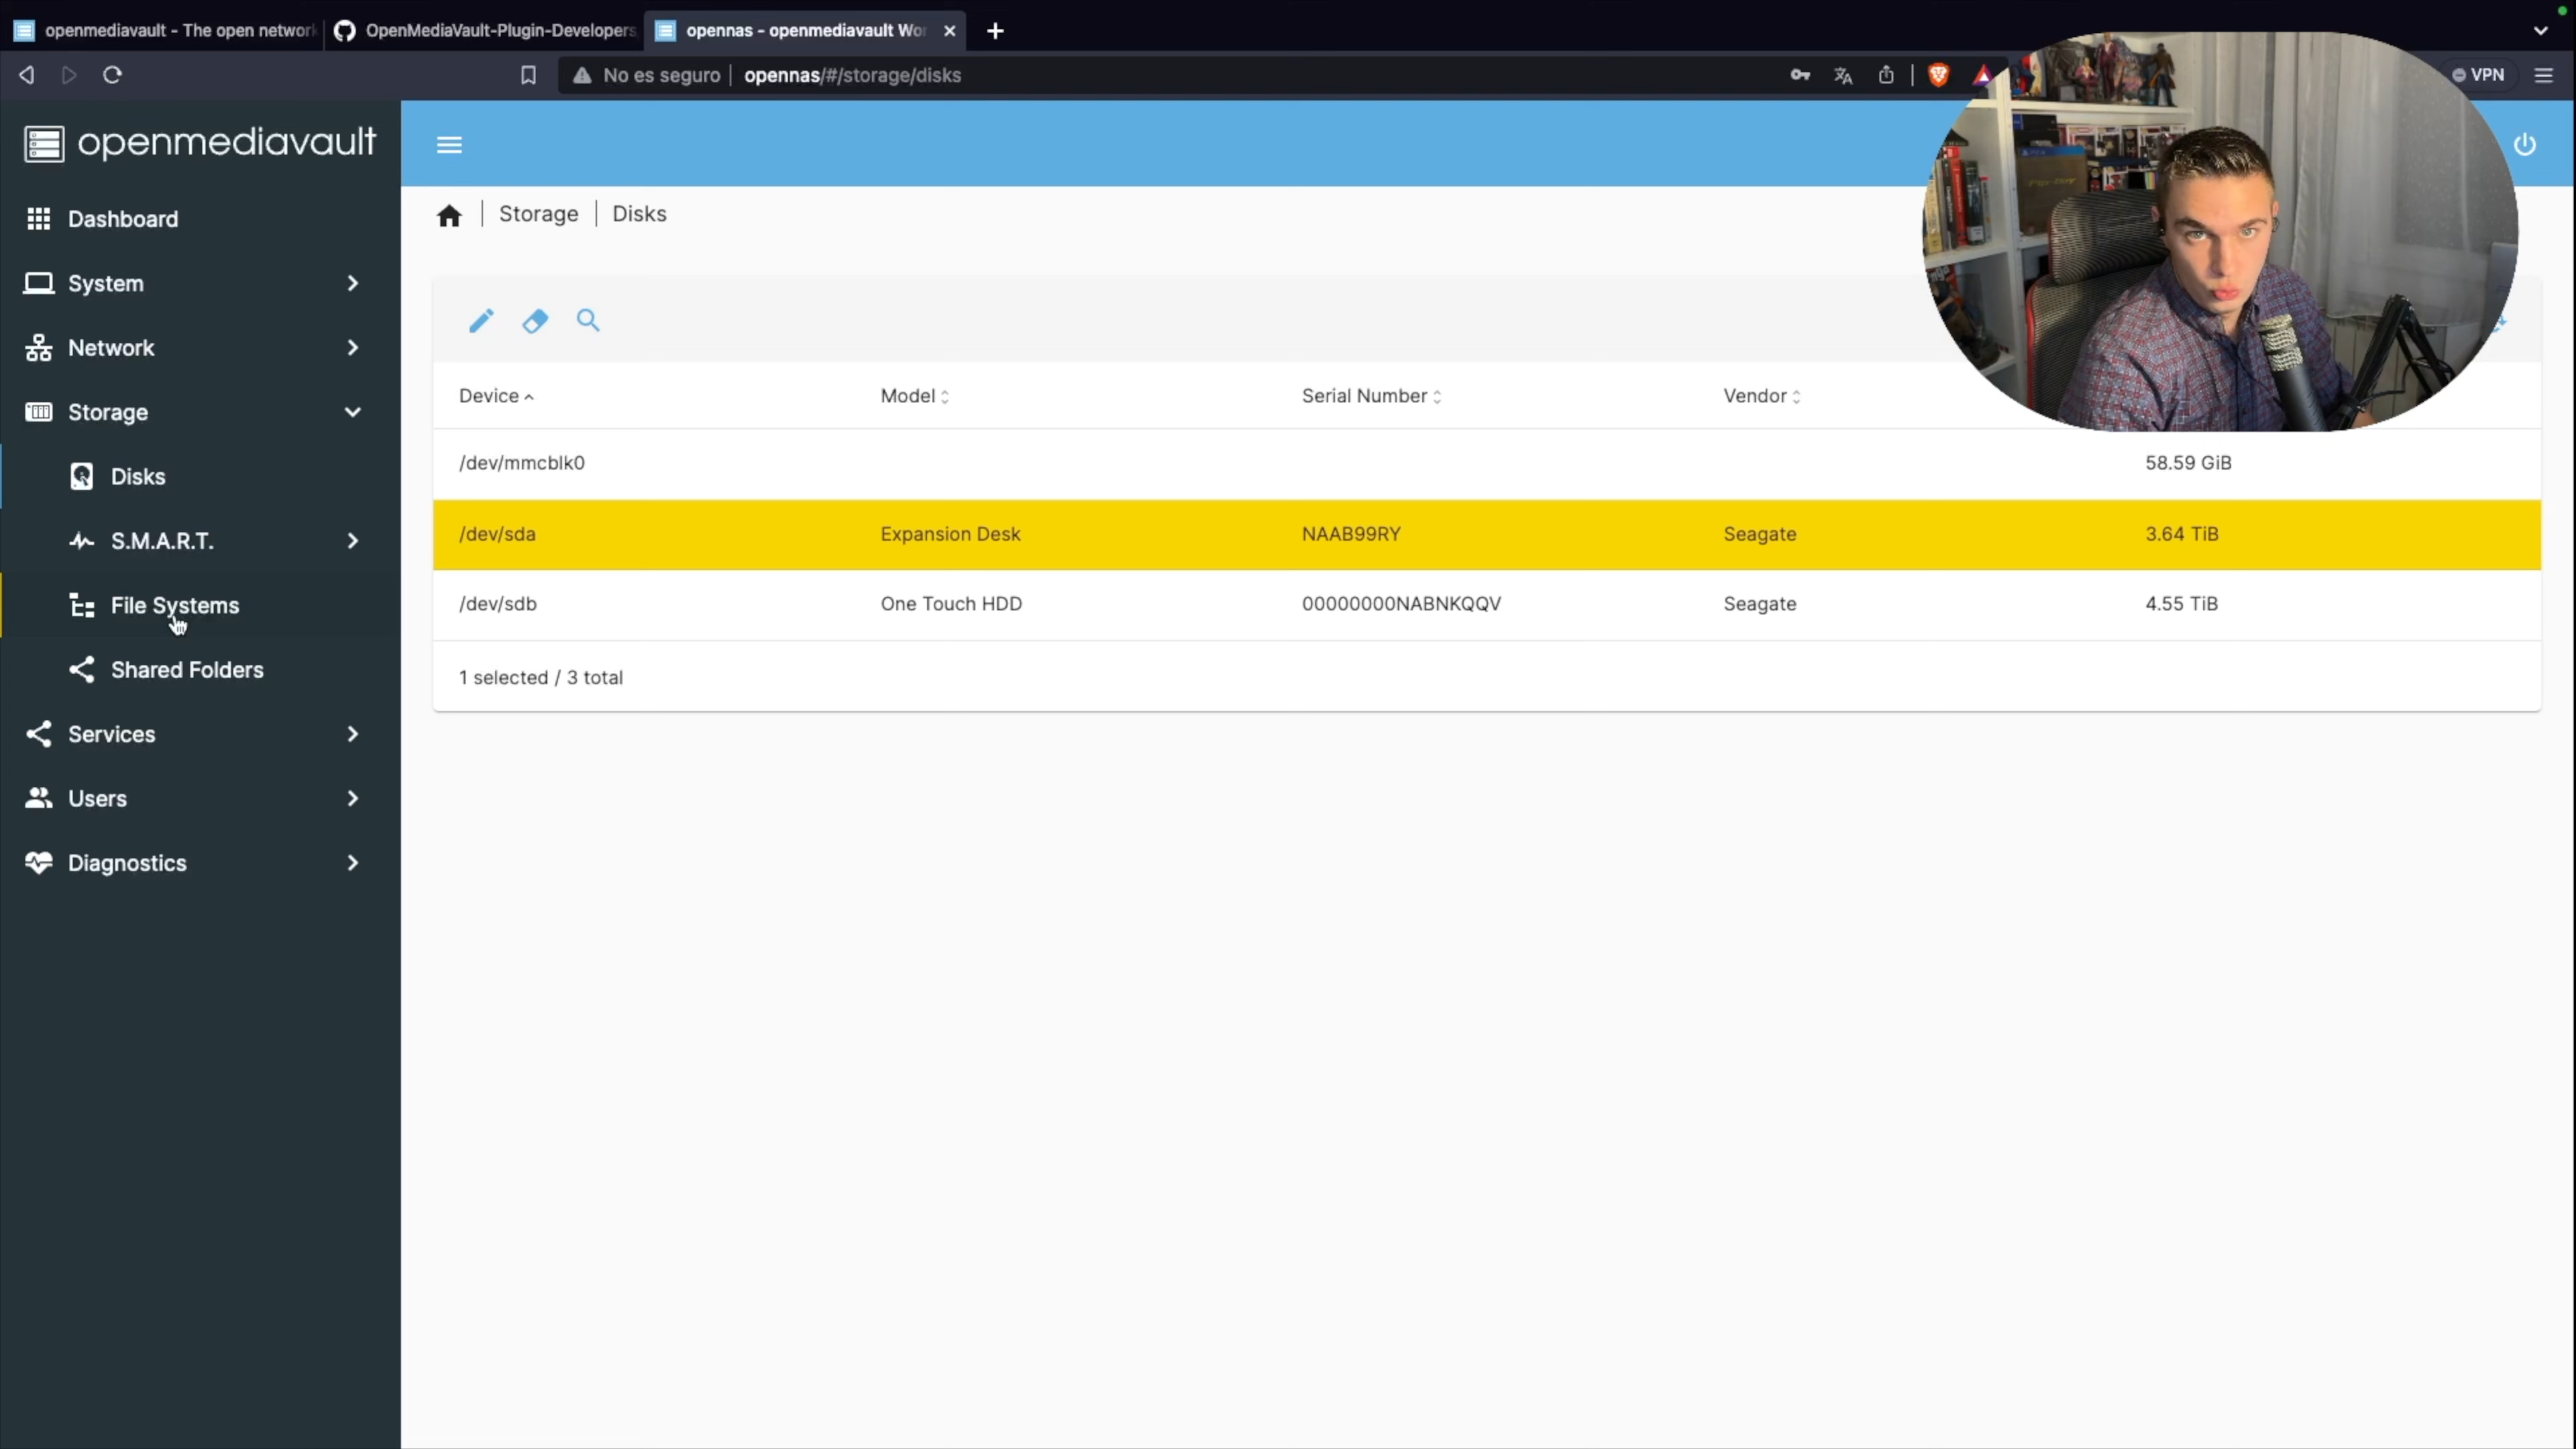 openmediavault - The open network
OpenMediaVault-Plugin-Developers
opennas - openmediavault Wor
No es seguro
opennas/#/storage/disks
VPN
openmediavault
Dashboard
System
Network
Storage
Disks
S.M.A.R.T.
File Systems
Shared Folders
Services
Users
Diagnostics
Storage | Disks
Device Model Serial Number Vendor
/dev/mmcblk0 58.59 GiB
/dev/sda Expansion Desk NAAB99RY Seagate 3.64 TiB
/dev/sdb One Touch HDD 00000000NABNKQQV Seagate 4.55 TiB
1 selected / 3 total